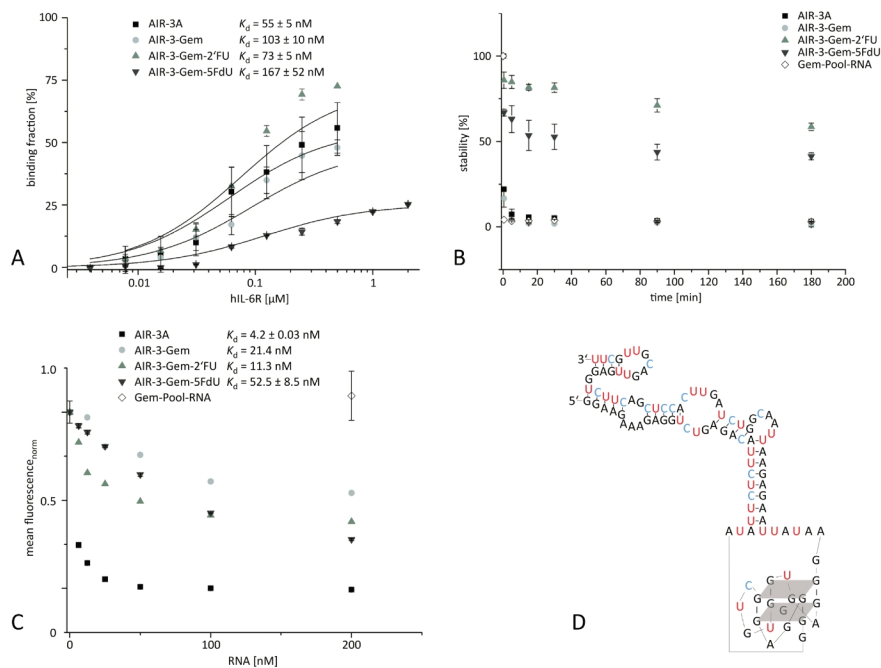 AIR-3A Kd = 55 ± 5 nM
AIR-3-Gem Kd = 103 ± 10 nM
AIR-3-Gem-2'FU Kd = 73 ± 5 nM
AIR-3-Gem-5FdU Kd = 167 ± 52 nM
binding fraction [%]
100
75
50
25
0
0.01
0.1
1
hIL-6R [µM]
A
AIR-3A
AIR-3-Gem
AIR-3-Gem-2'FU
AIR-3-Gem-5FdU
Gem-Pool-RNA
stability [%]
100
50
0
0 20 40 60 80 100 120 140 160 180 200
time [min]
B
AIR-3A Kd = 4.2 ± 0.03 nM
AIR-3-Gem Kd = 21.4 nM
AIR-3-Gem-2'FU Kd = 11.3 nM
AIR-3-Gem-5FdU Kd = 52.5 ± 8.5 nM
Gem-Pool-RNA
mean fluorescence norm
1.0
0.5
0
0
50
100
150
200
RNA [nM]
C
3'
5'
A U A U U A U A A
D